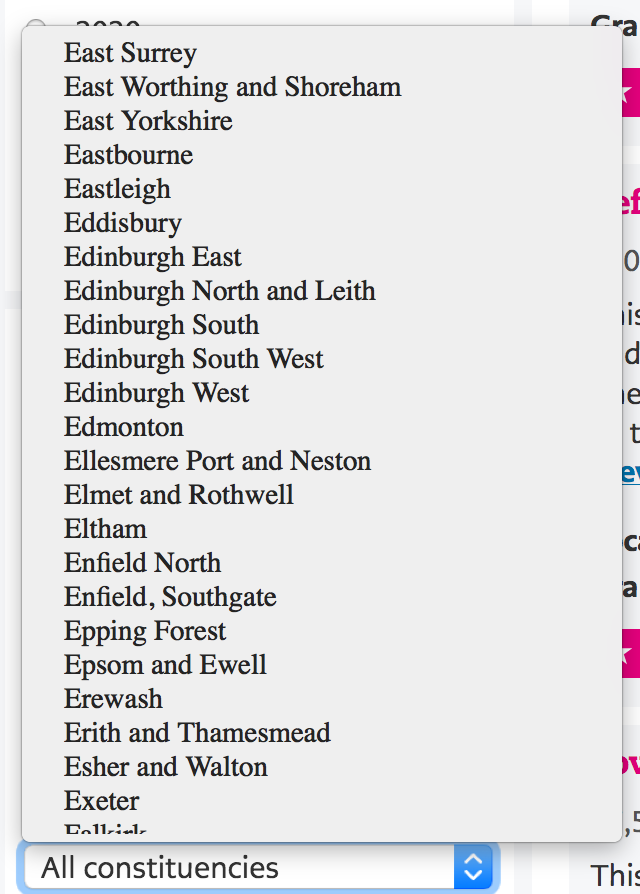 2020
East Surrey
East Worthing and Shoreham
East Yorkshire
Eastbourne
Eastleigh
Eddisbury
Edinburgh East
Edinburgh North and Leith
Edinburgh South
Edinburgh South West
Edinburgh West
Edmonton
Ellesmere Port and Neston
Elmet and Rothwell
Eltham
Enfield North
Enfield, Southgate
Epping Forest
Epsom and Ewell
Erewash
Erith and Thamesmead
Esher and Walton
Exeter
Falkirk
All constituencies
This